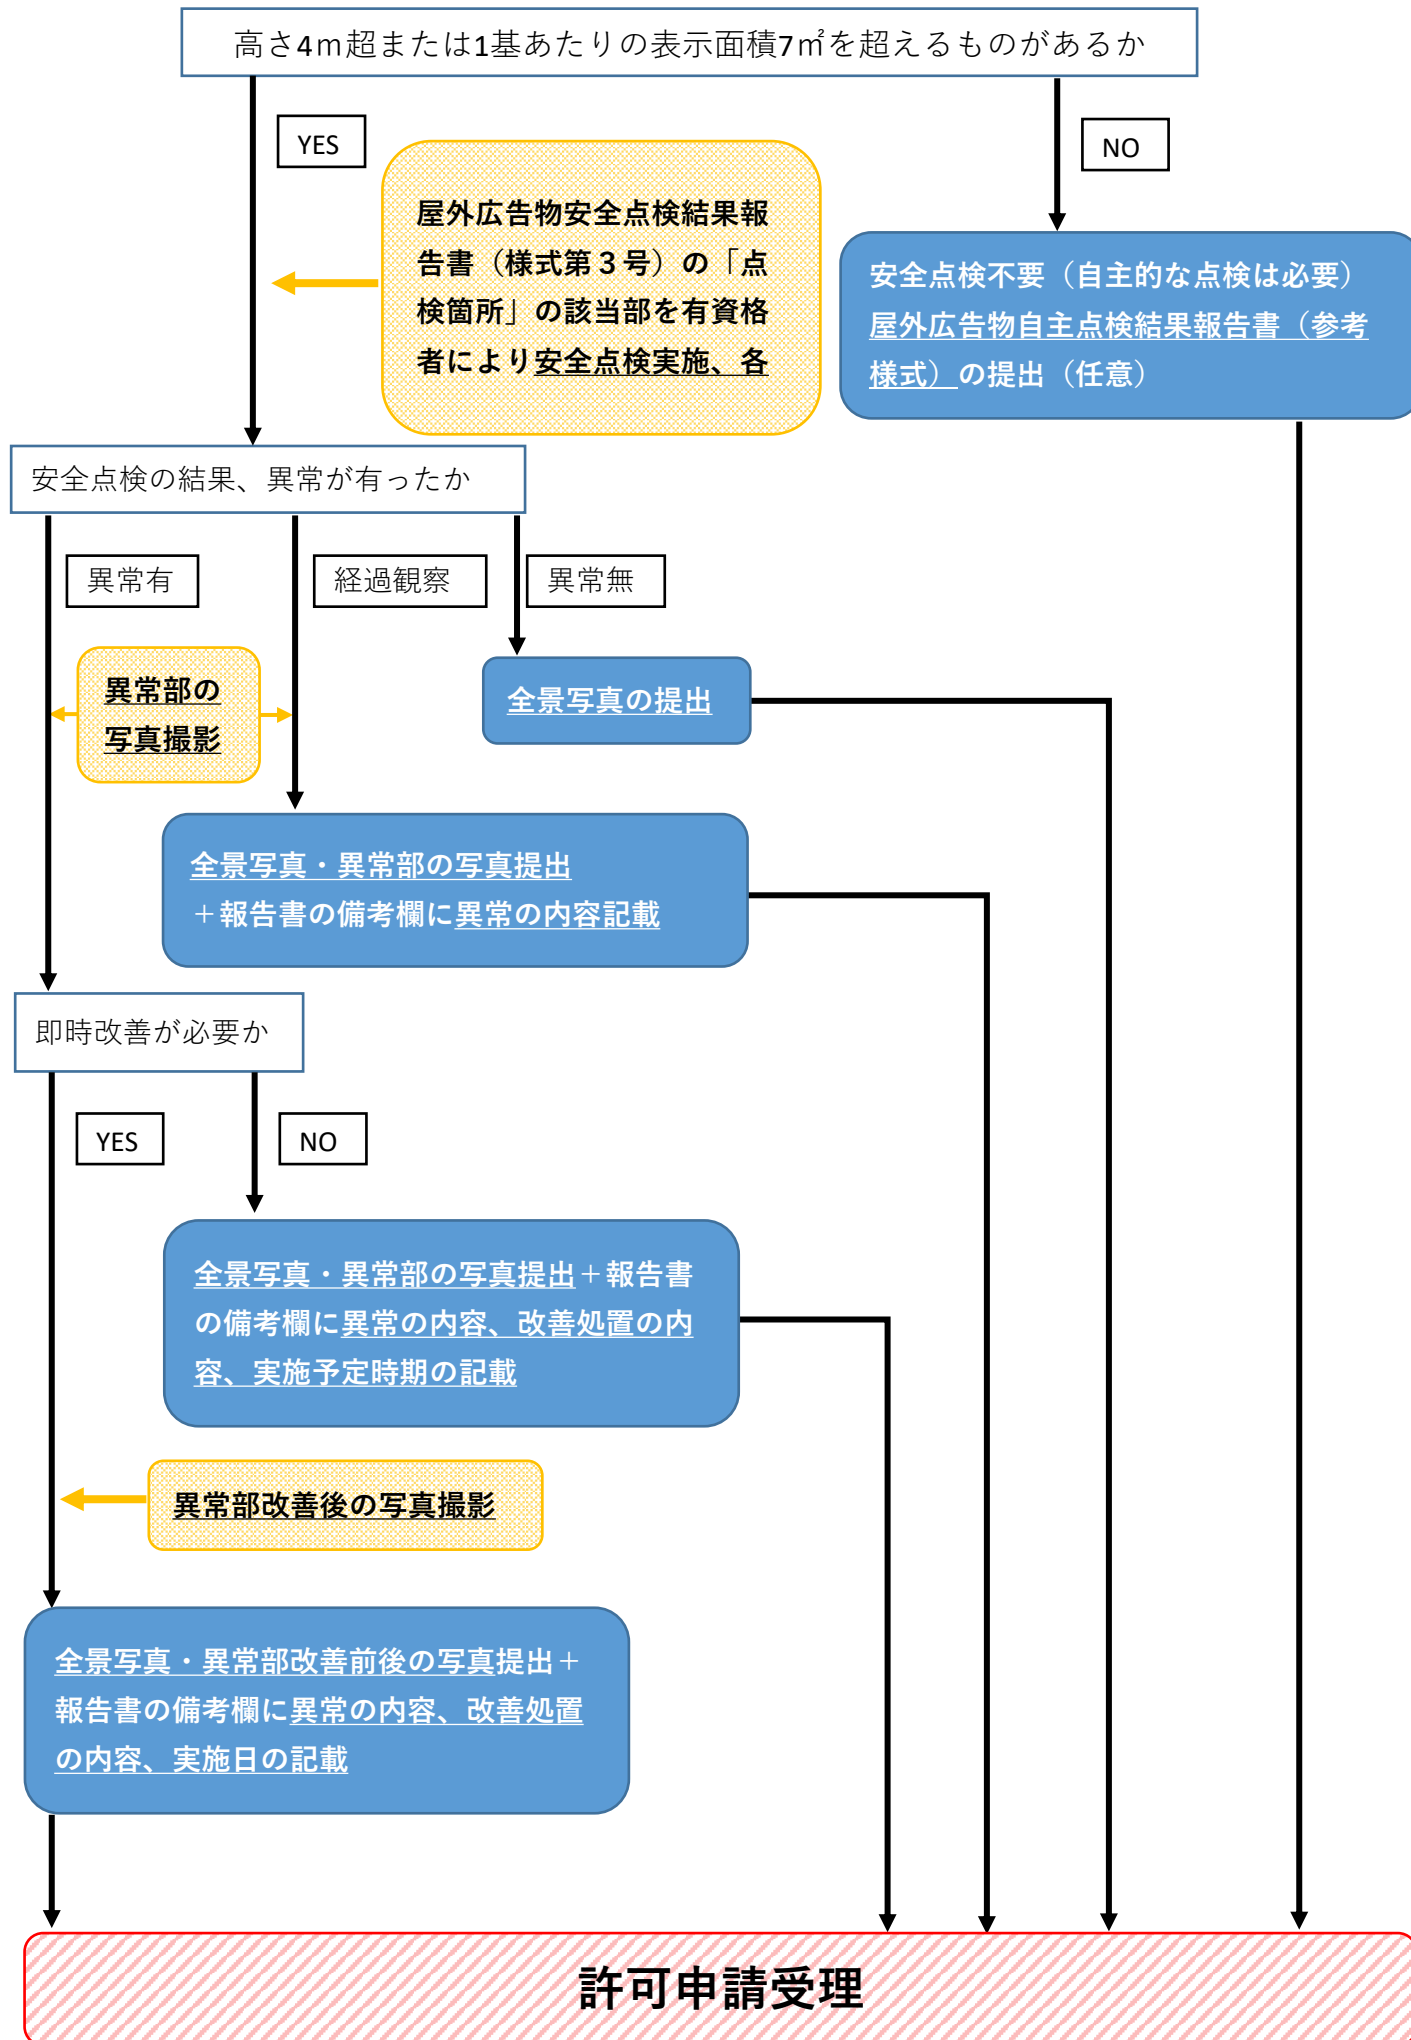 高さ4ｍ超または1基あたりの表示面積7㎡を超えるものがあるか
YES
NO
屋外広告物安全点検結果報
告書（様式第３号）の「点
検箇所」の該当部を有資格
者により安全点検実施、各
安全点検不要（自主的な点検は必要）
屋外広告物自主点検結果報告書（参考
様式）の提出（任意）
安全点検の結果、異常が有ったか
異常有
経過観察
異常無
異常部の
写真撮影
全景写真の提出
全景写真・異常部の写真提出
＋報告書の備考欄に異常の内容記載
即時改善が必要か
YES
NO
全景写真・異常部の写真提出＋報告書
の備考欄に異常の内容、改善処置の内
容、実施予定時期の記載
異常部改善後の写真撮影
全景写真・異常部改善前後の写真提出＋
報告書の備考欄に異常の内容、改善処置
の内容、実施日の記載
許可申請受理